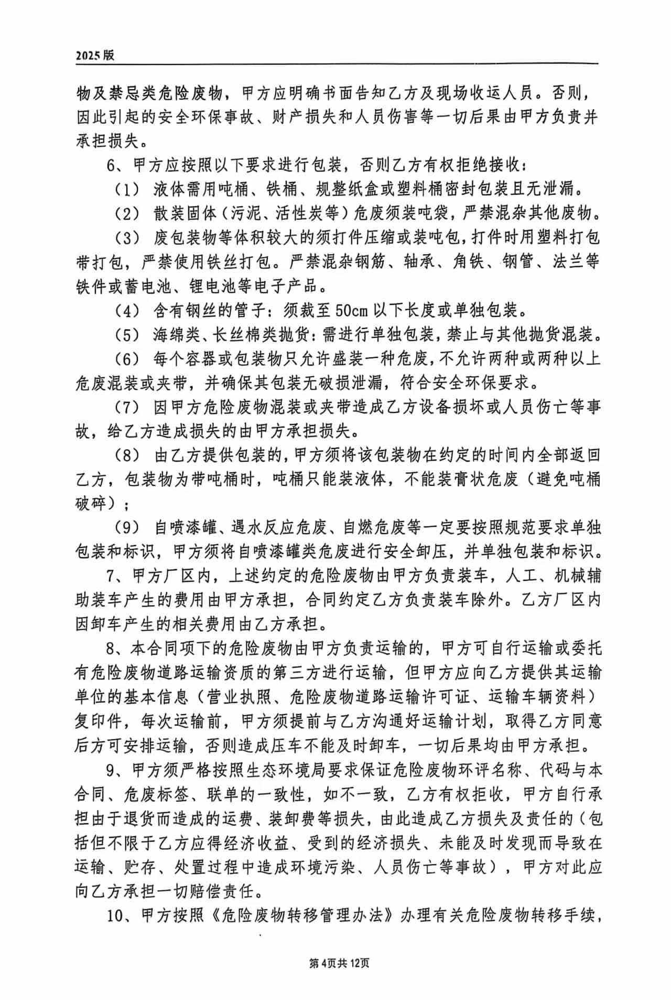 2025版
物及禁忌类危险废物，甲方应明确书面告知乙方及现场收运人员。否则，
因此引起的安全环保事故、财产损失和人员伤害等一切后果由甲方负责并
承担损失。
6、甲方应按照以下要求进行包装，否则乙方有权拒绝接收：
（1） 液体需用吨桶、铁桶、规整纸盒或塑料桶密封包装且无泄漏。
（2） 散装固体（污泥、活性炭等）危废须装吨袋，严禁混杂其他废物。
（3） 废包装物等体积较大的须打件压缩或装吨包，打件时用塑料打包
带打包，严禁使用铁丝打包。严禁混杂钢筋、轴承、角铁、钢管、法兰等
铁件或蓄电池、锂电池等电子产品。
（4） 含有钢丝的管子：须裁至50cm以下长度或单独包装。
（5） 海绵类、长丝棉类抛货：需进行单独包装，禁止与其他抛货混装。
（6） 每个容器或包装物只允许盛装一种危废，不允许两种或两种以上
危废混装或夹带，并确保其包装无破损泄漏，符合安全环保要求。
（7） 因甲方危险废物混装或夹带造成乙方设备损坏或人员伤亡等事
故，给乙方造成损失的由甲方承担损失。
（8） 由乙方提供包装的，甲方须将该包装物在约定的时间内全部返回
乙方，包装物为带吨桶时，吨桶只能装液体，不能装膏状危废（避免吨桶
破碎）；
（9） 自喷漆罐、遇水反应危废、自燃危废等一定要按照规范要求单独
包装和标识，甲方须将自喷漆罐类危废进行安全卸压，并单独包装和标识。
7、甲方厂区内，上述约定的危险废物由甲方负责装车，人工、机械辅
助装车产生的费用由甲方承担，合同约定乙方负责装车除外。乙方厂区内
因卸车产生的相关费用由乙方承担。
8、本合同项下的危险废物由甲方负责运输的，甲方可自行运输或委托
有危险废物道路运输资质的第三方进行运输，但甲方应向乙方提供其运输
单位的基本信息（营业执照、危险废物道路运输许可证、运输车辆资料）
复印件，每次运输前，甲方须提前与乙方沟通好运输计划，取得乙方同意
后方可安排运输，否则造成压车不能及时卸车，一切后果均由甲方承担。
9、甲方须严格按照生态环境局要求保证危险废物环评名称、代码与本
合同、危废标签、联单的一致性，如不一致，乙方有权拒收，甲方自行承
担由于退货而造成的运费、装卸费等损失，由此造成乙方损失及责任的（包
括但不限于乙方应得经济收益、受到的经济损失、未能及时发现而导致在
运输、贮存、处置过程中造成环境污染、人员伤亡等事故），甲方对此应
向乙方承担一切赔偿责任。
10、甲方按照《危险废物转移管理办法》办理有关危险废物转移手续，
第4页共12页